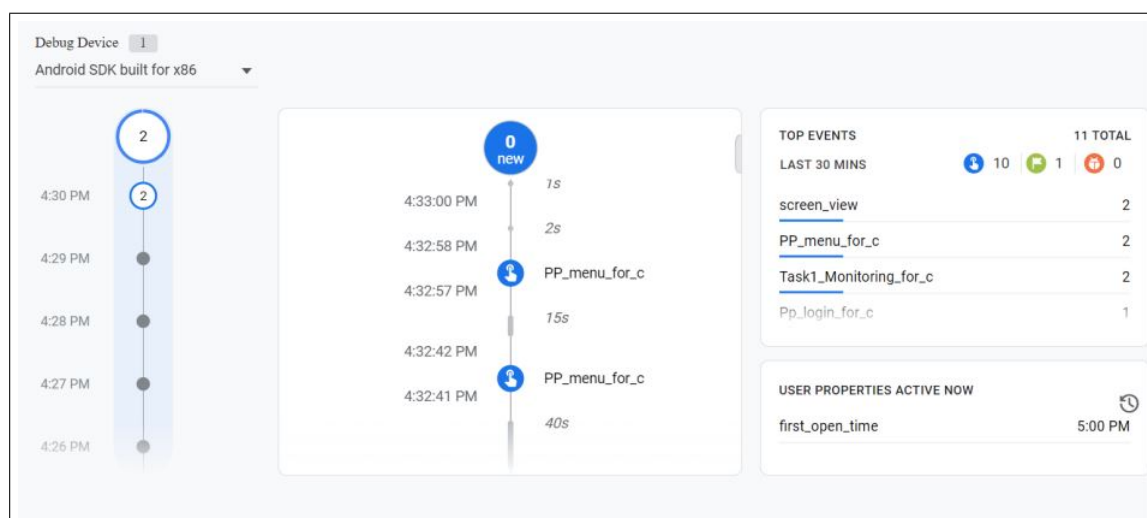 Debug Device 1
Android SDK built for x86
2
4:30 PM 2
4:29 PM
4:28 PM
4:27 PM
4:26 PM
0
new
1s
4:33:00 PM
2s
4:32:58 PM
PP_menu_for_c
4:32:57 PM
15s
4:32:42 PM
PP_menu_for_c
4:32:41 PM
40s
TOP EVENTS 11 TOTAL
LAST 30 MINS 10 1 0
screen_view 2
PP_menu_for_c 2
Task1_Monitoring_for_c 2
Pp_login_for_c 1
USER PROPERTIES ACTIVE NOW
first_open_time 5:00 PM